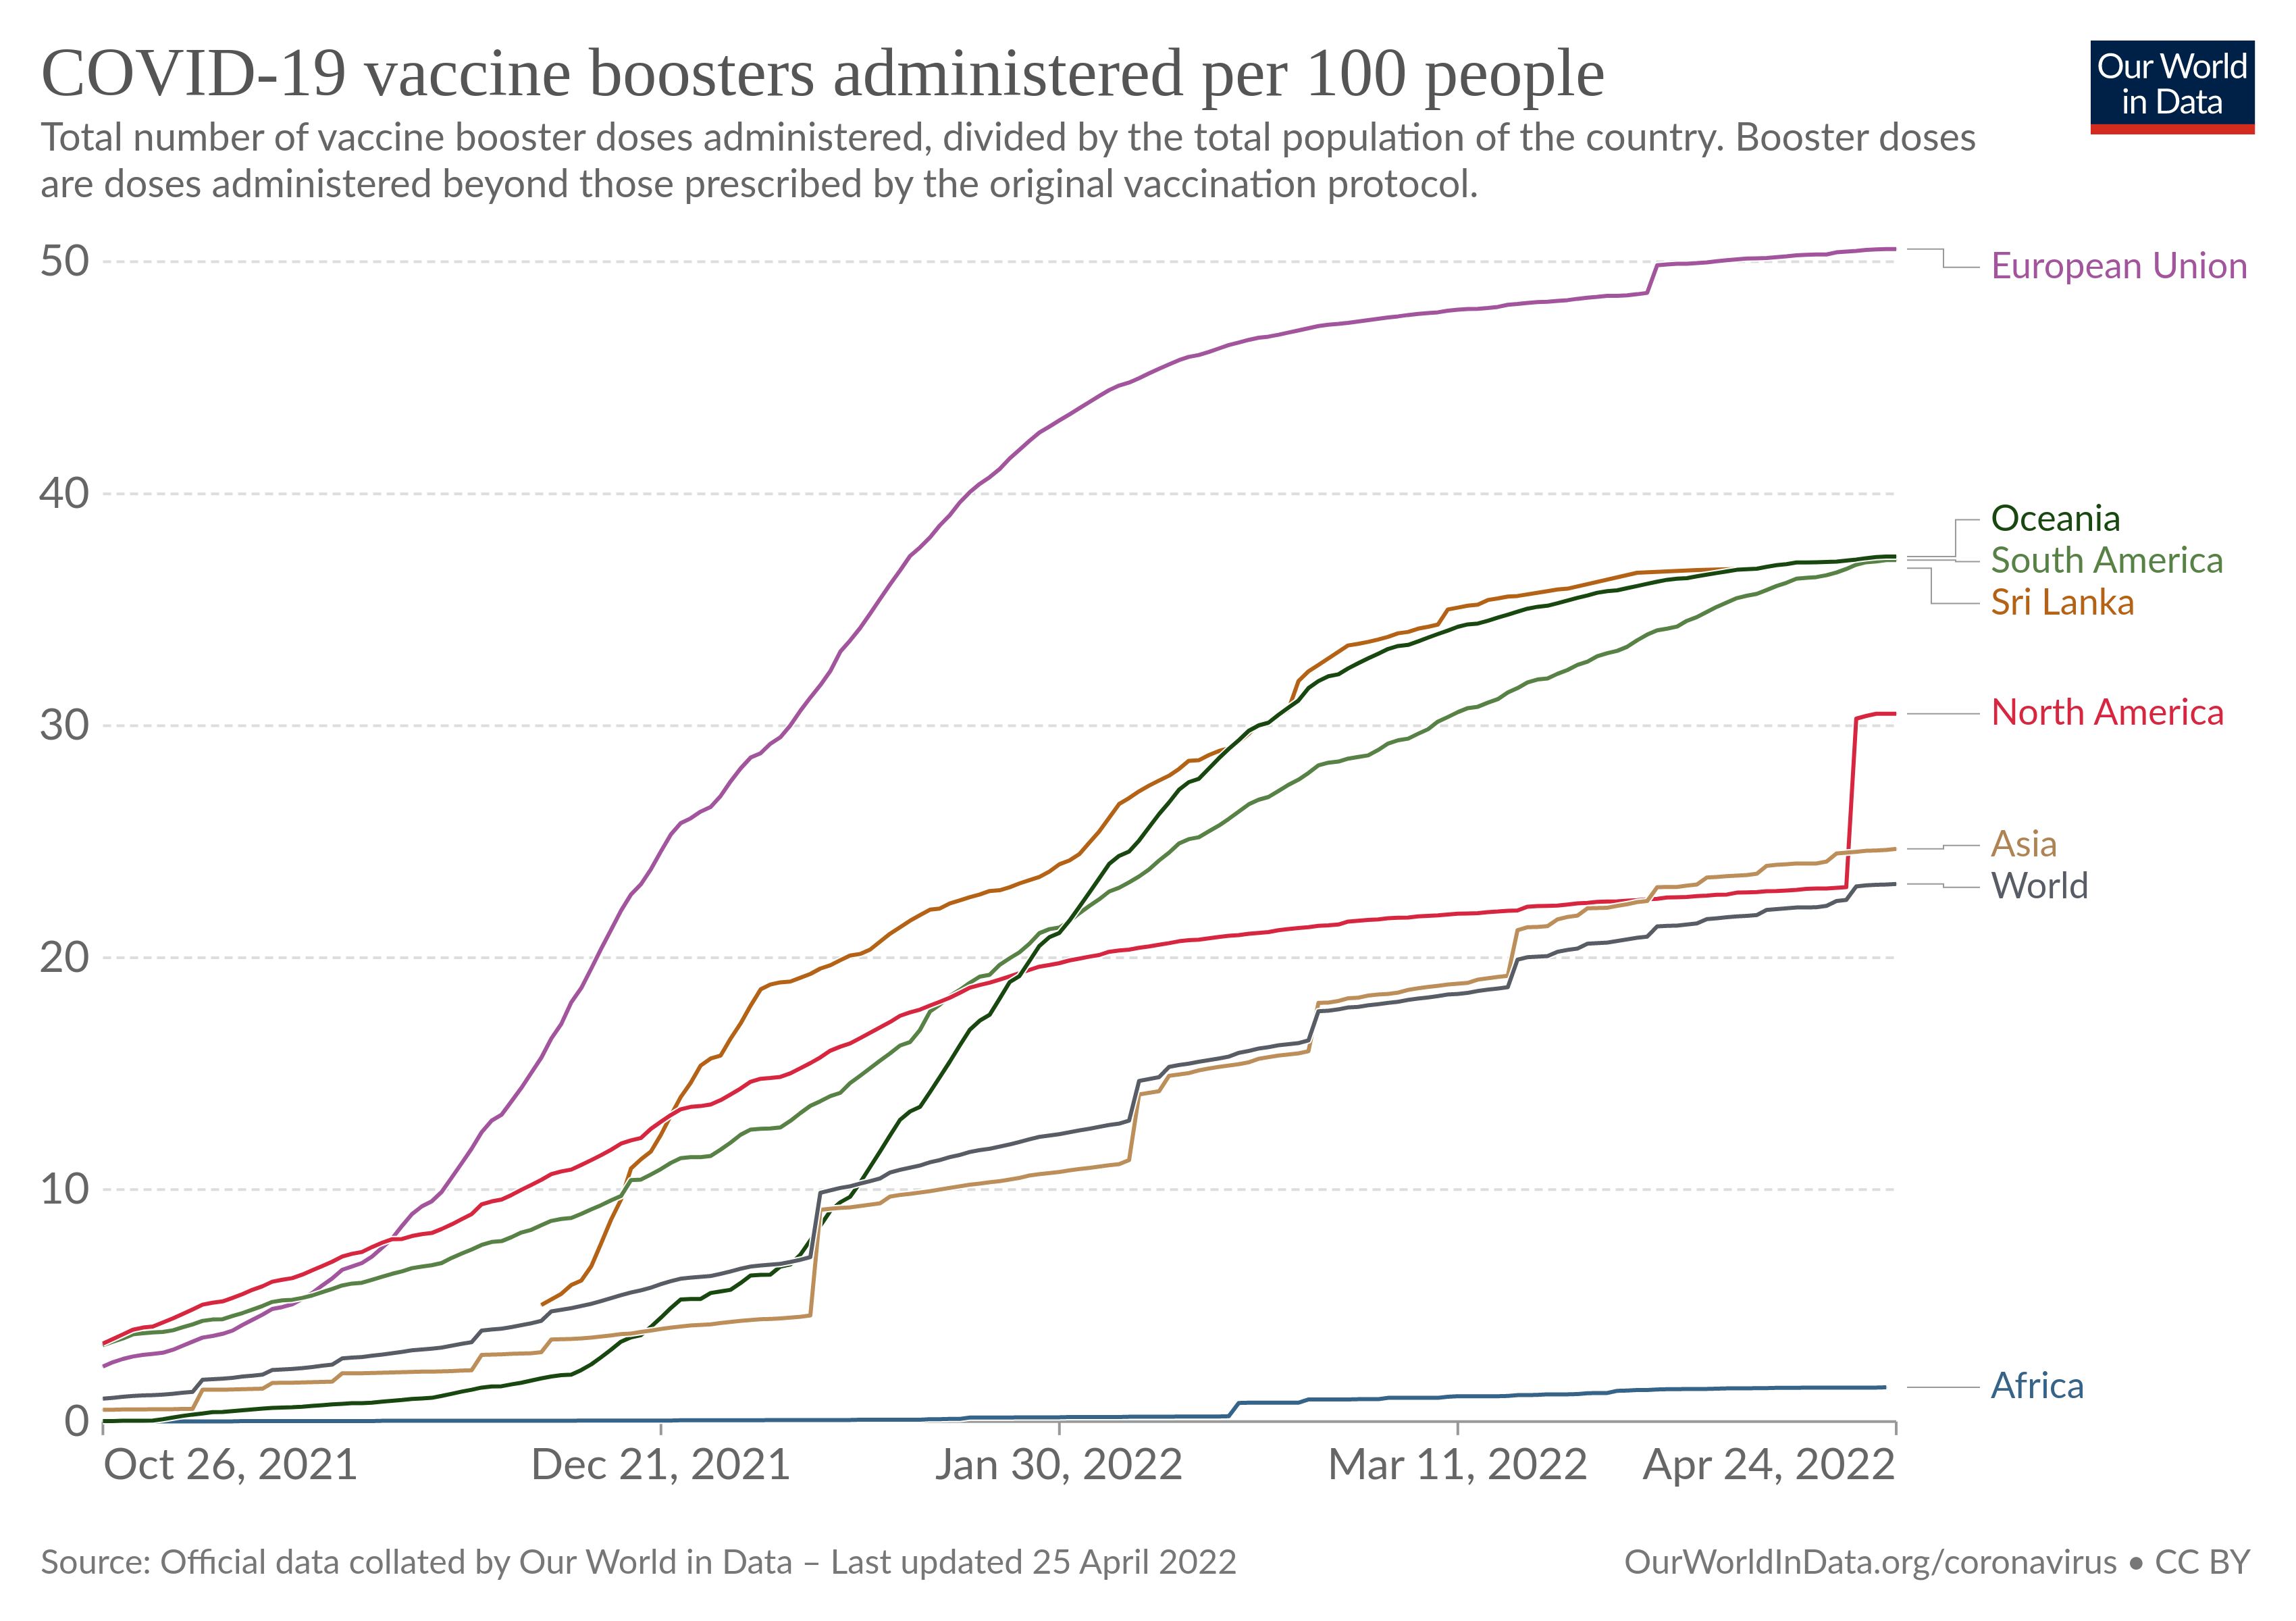 COVID-19 vaccine boosters administered per 100 people
Our World
in Data
Total number of vaccine booster doses administered, divided by the total population of the country. Booster doses
are doses administered beyond those prescribed by the original vaccination protocol.
50
40
30
20
10
0
European Union
Oceania
South America
Sri Lanka
North America
Asia
World
Africa
Oct 26, 2021
Dec 21, 2021
Jan 30, 2022
Mar 11, 2022
Apr 24, 2022
Source: Official data collated by Our World in Data – Last updated 25 April 2022
OurWorldInData.org/coronavirus • CC BY